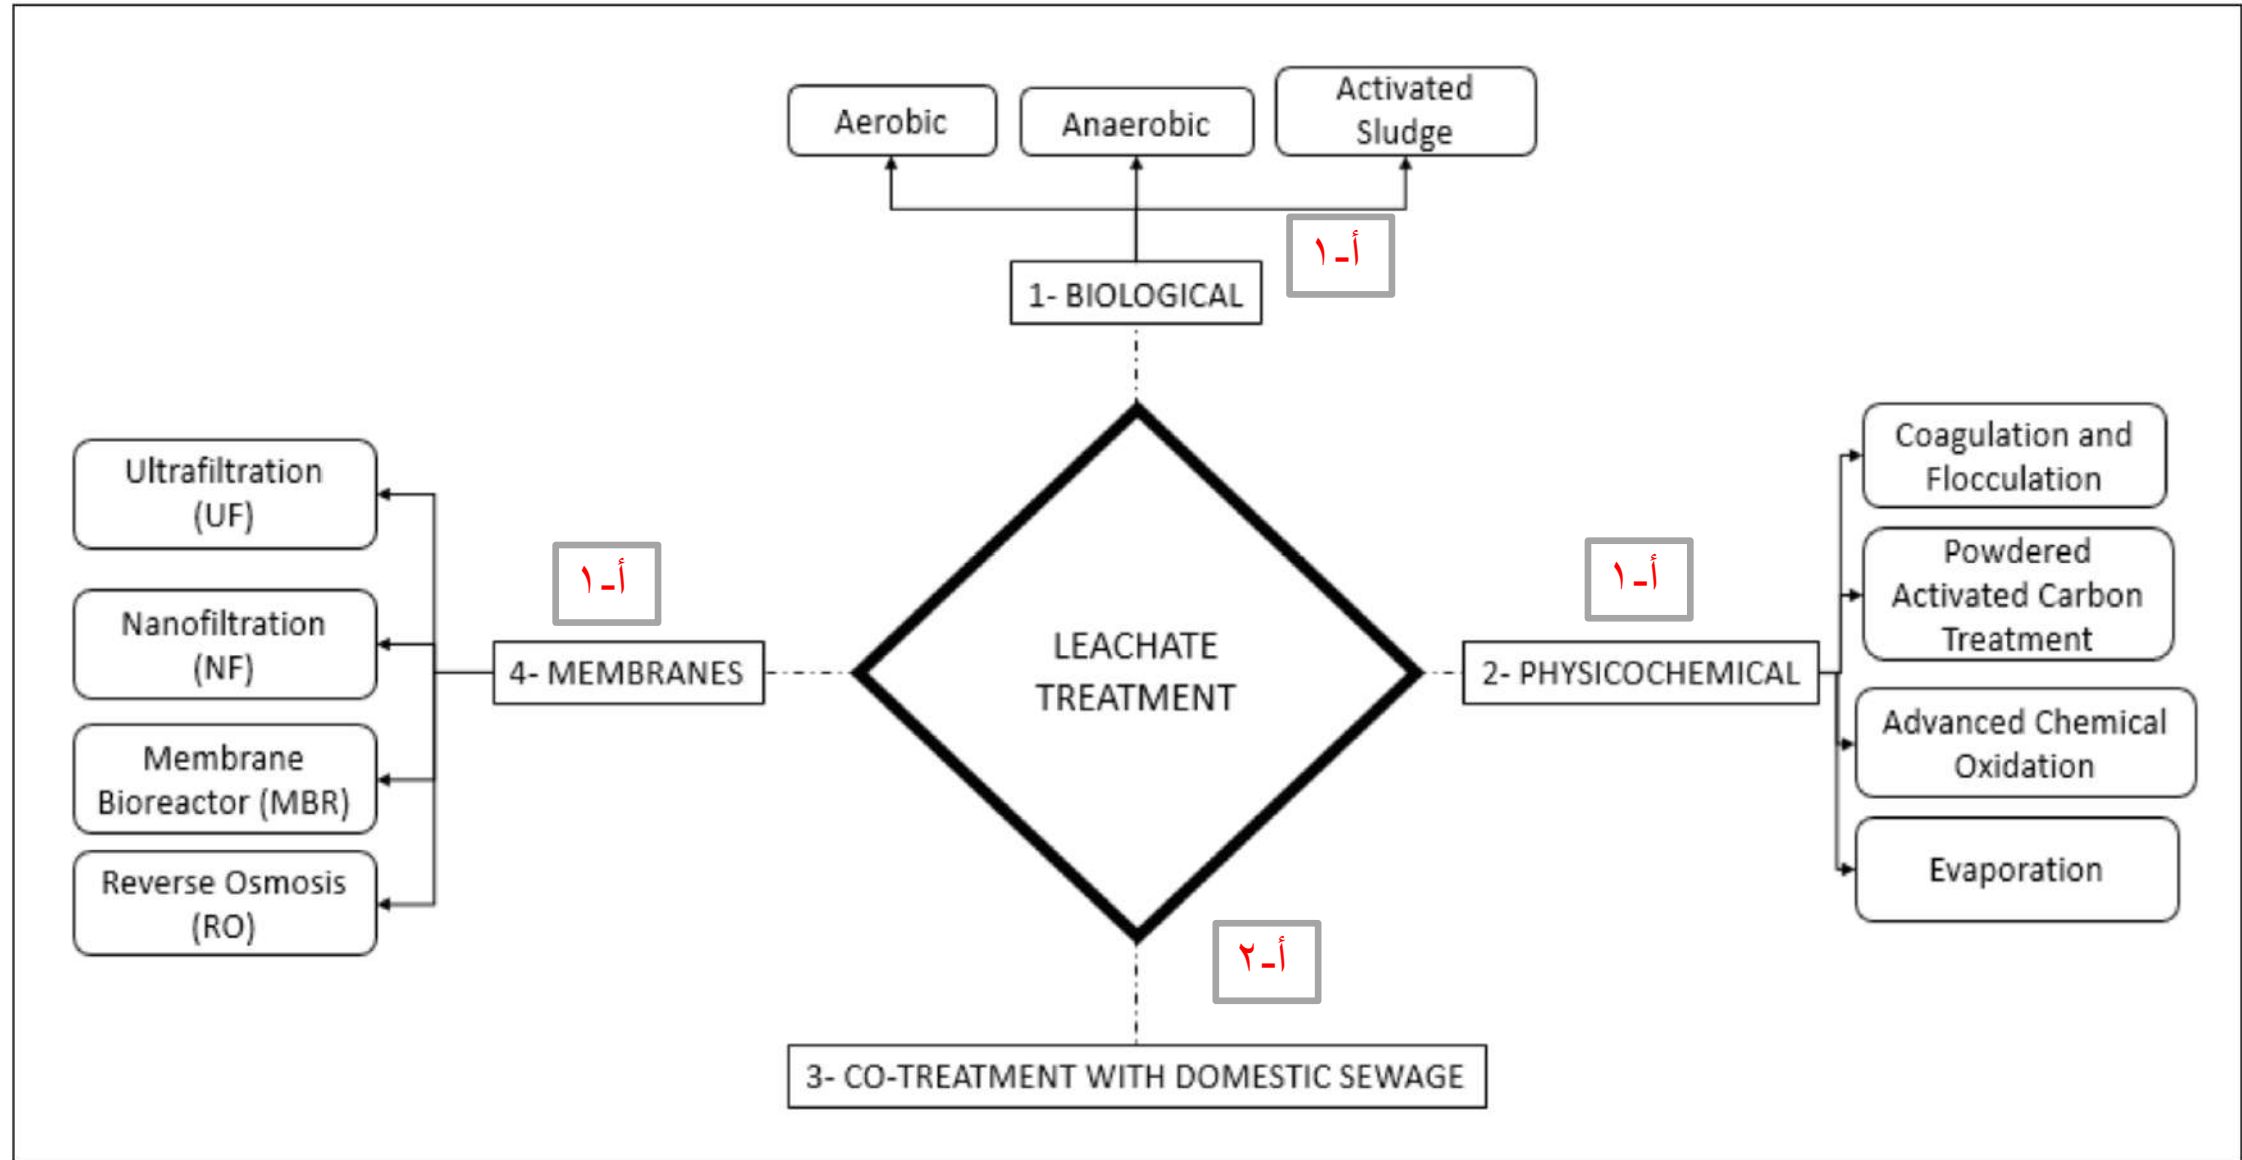 Aerobic
Anaerobic
Activated
Sludge
أ-١
1- BIOLOGICAL
Ultrafiltration
(UF)
Nanofiltration
(NF)
Membrane
Bioreactor (MBR)
Reverse Osmosis
(RO)
أ-١
4- MEMBRANES
LEACHATE
TREATMENT
أ-١
2- PHYSICOCHEMICAL
Coagulation and
Flocculation
Powdered
Activated Carbon
Treatment
Advanced Chemical
Oxidation
Evaporation
أ-٢
3- CO-TREATMENT WITH DOMESTIC SEWAGE